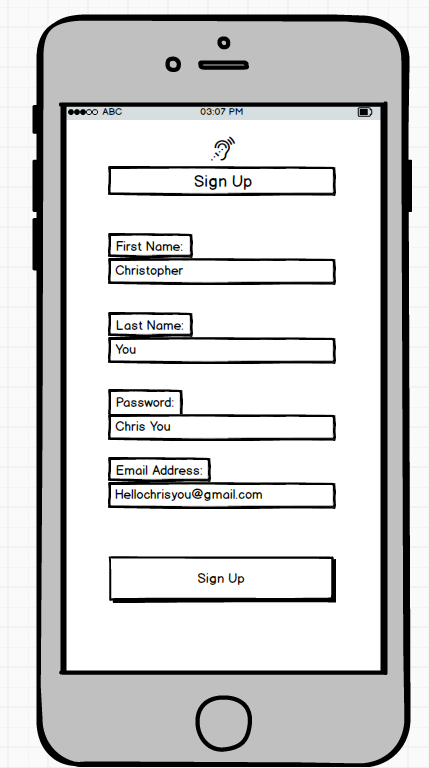 ABC 03:07 PM
Sign Up
First Name:
Christopher
Last Name:
You
Password:
Chris You
Email Address:
Hellochrisyou@gmail.com
Sign Up